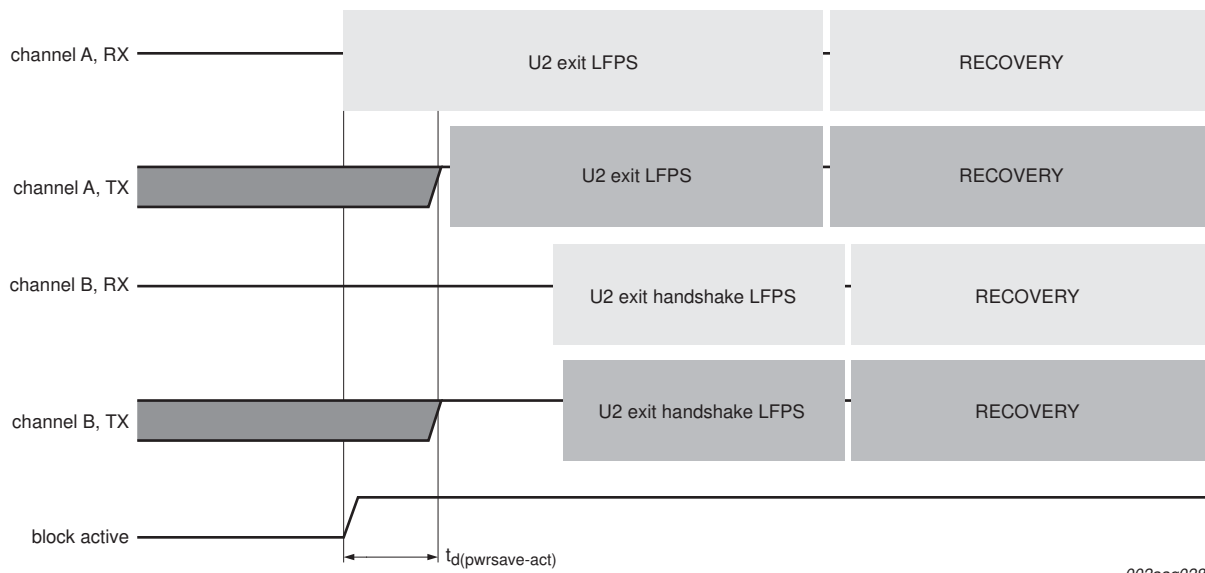 channel A, RX
U2 exit LFPS
RECOVERY
channel A, TX
U2 exit LFPS
RECOVERY
channel B, RX
U2 exit handshake LFPS
RECOVERY
channel B, TX
U2 exit handshake LFPS
RECOVERY
block active
td(pwrsave-act)